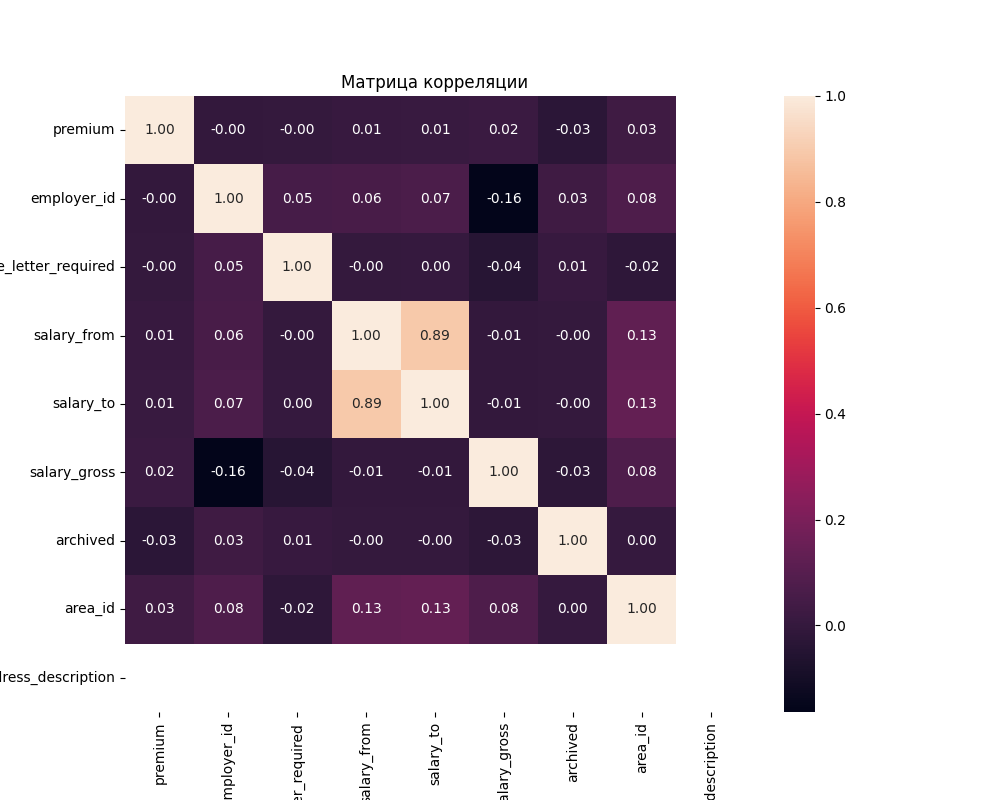 Матрица корреляции
premium 1.00 -0.00 -0.00 0.01 0.01 0.02 -0.03 0.03
employer_id -0.00 1.00 0.05 0.06 0.07 -0.16 0.03 0.08
e_letter_required -0.00 0.05 1.00 -0.00 0.00 -0.04 0.01 -0.02
salary_from 0.01 0.06 -0.00 1.00 0.89 -0.01 -0.00 0.13
salary_to 0.01 0.07 0.00 0.89 1.00 -0.01 -0.00 0.13
salary_gross 0.02 -0.16 -0.04 -0.01 -0.01 1.00 -0.03 0.08
archived -0.03 0.03 0.01 -0.00 -0.00 -0.03 1.00 0.00
area_id 0.03 0.08 -0.02 0.13 0.13 0.08 0.00 1.00
dress_description
premium
mployer_id
er_required
salary_from
salary_to
alary_gross
archived
area_id
description
1.0
0.8
0.6
0.4
0.2
0.0